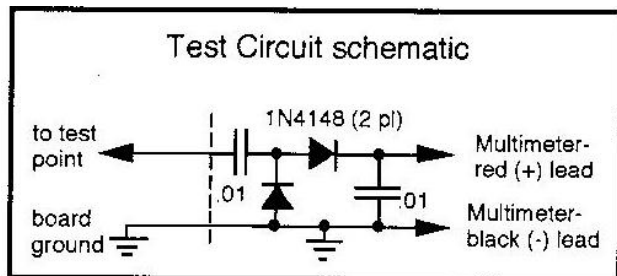 Test Circuit schematic
1N4148 (2 pl)
to test
point
Multimeter-
red (+) lead
.01
.01
board
ground
Multimeter-
black (-) lead